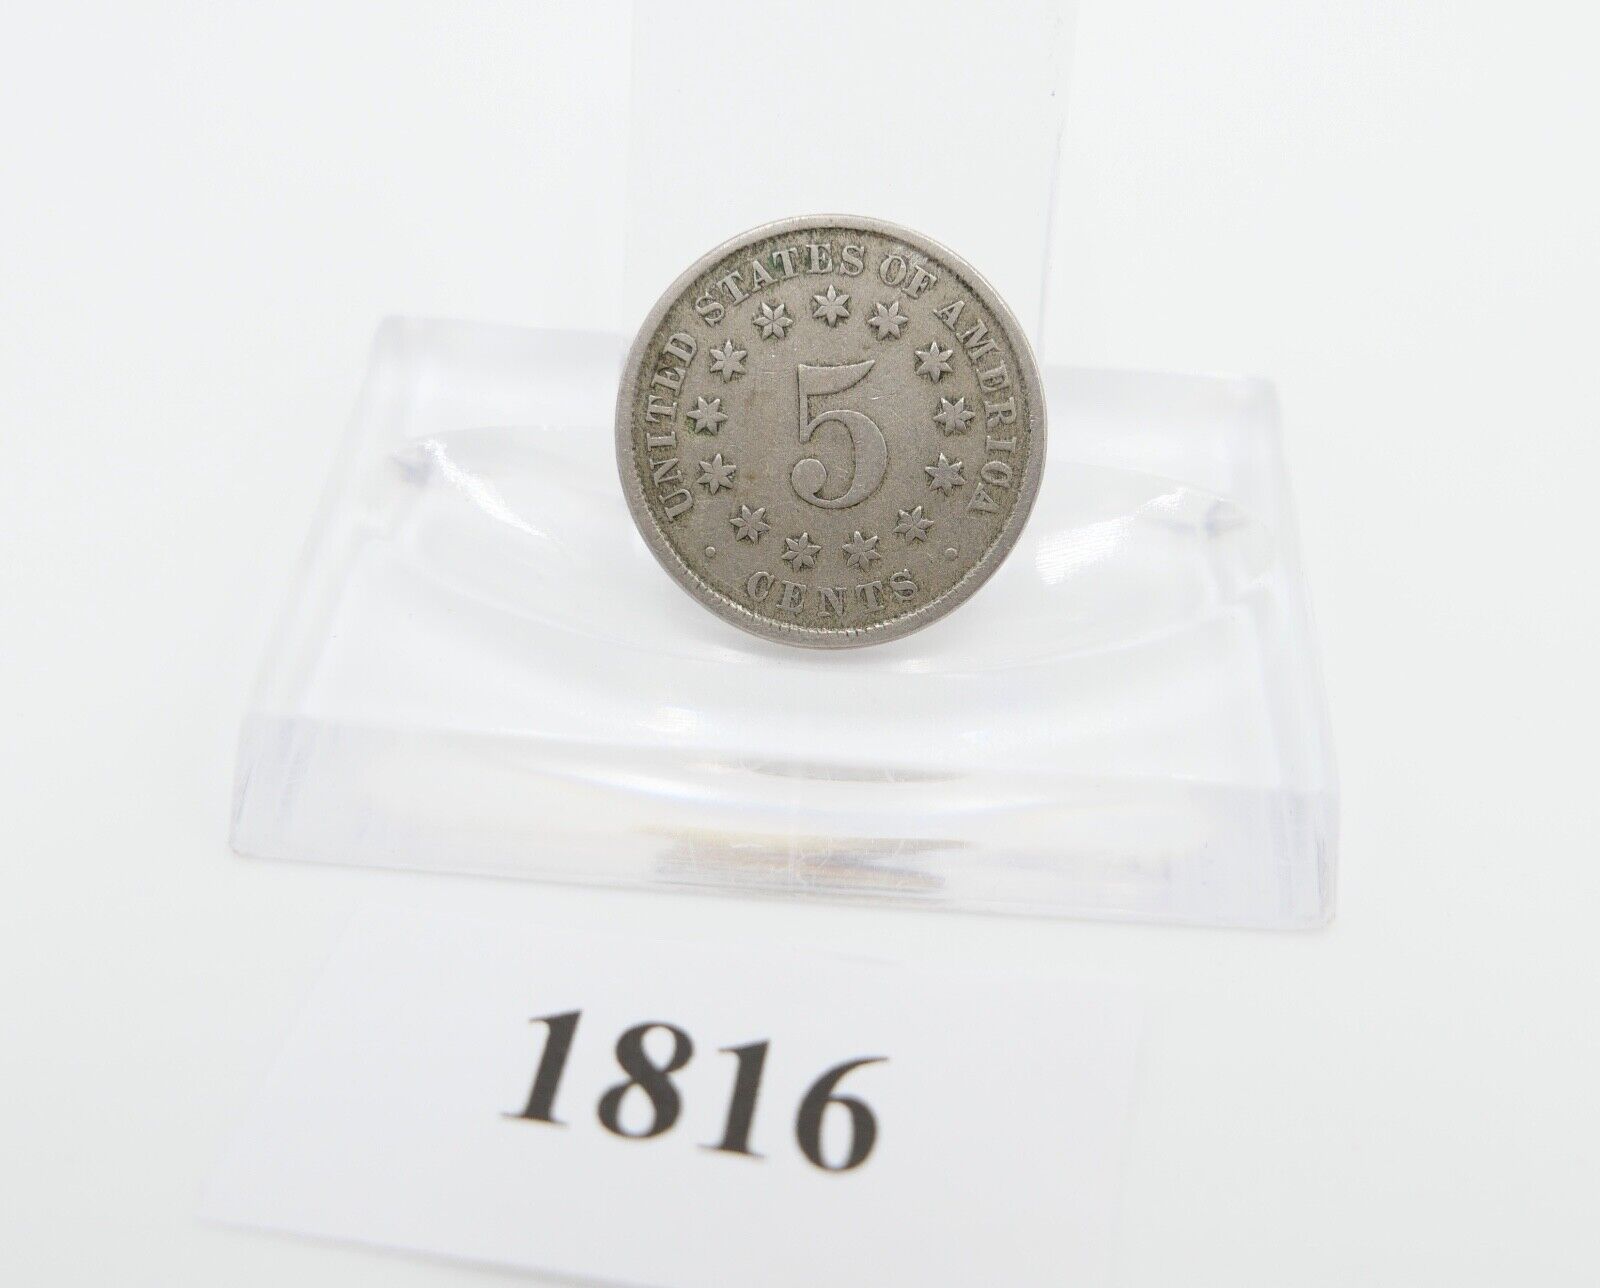 UNITED STATES OF AMERICA
5
· CENTS ·
1816